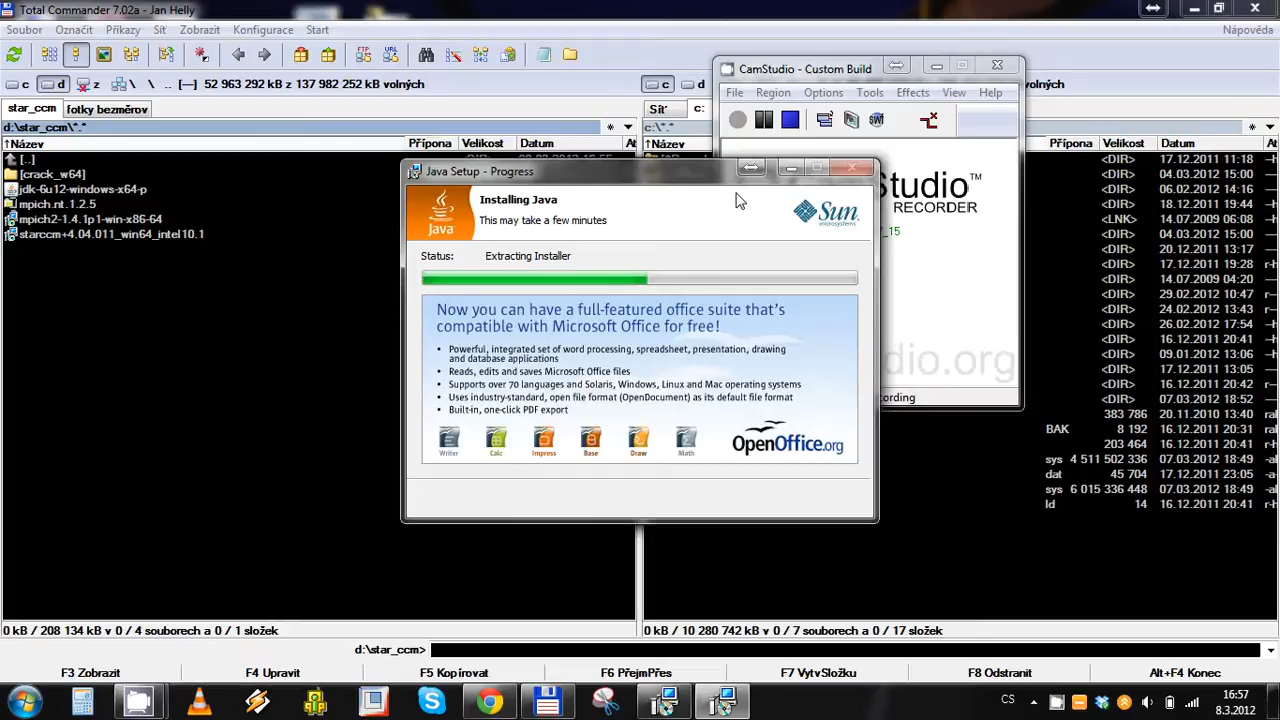 Total Commander 7.02a - Jan Helly
Soubor Označit Příkazy Síť Zobrazit Konfigurace Start Nápověda
FTP URL
c d z \ .. [—] 52 963 292 kB z 137 982 252 kB volných
c d
star_ccm fotky bezměrov
Síť c:
d:\star_ccm\*.* * ▼
c:\*.* * ▼
↑Název Přípona Velikost Datum At
↑Název Přípona Velikost Datum At
[..]
[crack_w64]
jdk-6u12-windows-x64-p
mpich.nt.1.2.5
mpich2-1.4.1p1-win-x86-64
starccm+4.04.011_win64_intel10.1
CamStudio - Custom Build
File Region Options Tools Effects View Help
SWF
Studio™
RECORDER
Java Setup - Progress
Java
Installing Java
This may take a few minutes
Sun
microsystems
Status: Extracting Installer
Now you can have a full-featured office suite that's
compatible with Microsoft Office for free!
• Powerful, integrated set of word processing, spreadsheet, presentation, drawing
and database applications
• Reads, edits and saves Microsoft Office files
• Supports over 70 languages and Solaris, Windows, Linux and Mac operating systems
• Uses industry-standard, open file format (OpenDocument) as its default file format
• Built-in, one-click PDF export
Writer Calc Impress Base Draw Math
OpenOffice.org
<DIR> 17.12.2011 11:18
<DIR> 04.03.2012 15:00
<DIR> 06.02.2012 14:16
<DIR> 18.12.2011 19:44
<LNK> 14.07.2009 06:08
<DIR> 04.03.2012 15:00
<DIR> 20.12.2011 13:17
<DIR> 17.12.2011 19:28
<DIR> 14.07.2009 04:20
<DIR> 29.02.2012 10:47
<DIR> 24.02.2012 13:43
<DIR> 26.02.2012 17:54
<DIR> 16.12.2011 20:41
<DIR> 09.01.2012 13:06
<DIR> 17.12.2011 13:05
<DIR> 16.12.2011 20:42
<DIR> 07.03.2012 18:52
383 786 20.11.2010 13:40
BAK 8 192 16.12.2011 20:31
203 464 16.12.2011 20:41
sys 4 511 502 336 07.03.2012 18:49
dat 45 704 17.12.2011 23:05
sys 6 015 336 448 07.03.2012 18:49
ld 14 16.12.2011 20:41
0 kB / 208 134 kB v 0 / 4 souborech a 0 / 1 složek
0 kB / 10 280 742 kB v 0 / 7 souborech a 0 / 17 složek
d:\star_ccm>
F3 Zobrazit F4 Upravit F5 Kopírovat F6 PřejmPřes F7 VytvSložku F8 Odstranit Alt+F4 Konec
CS
16:57
8.3.2012